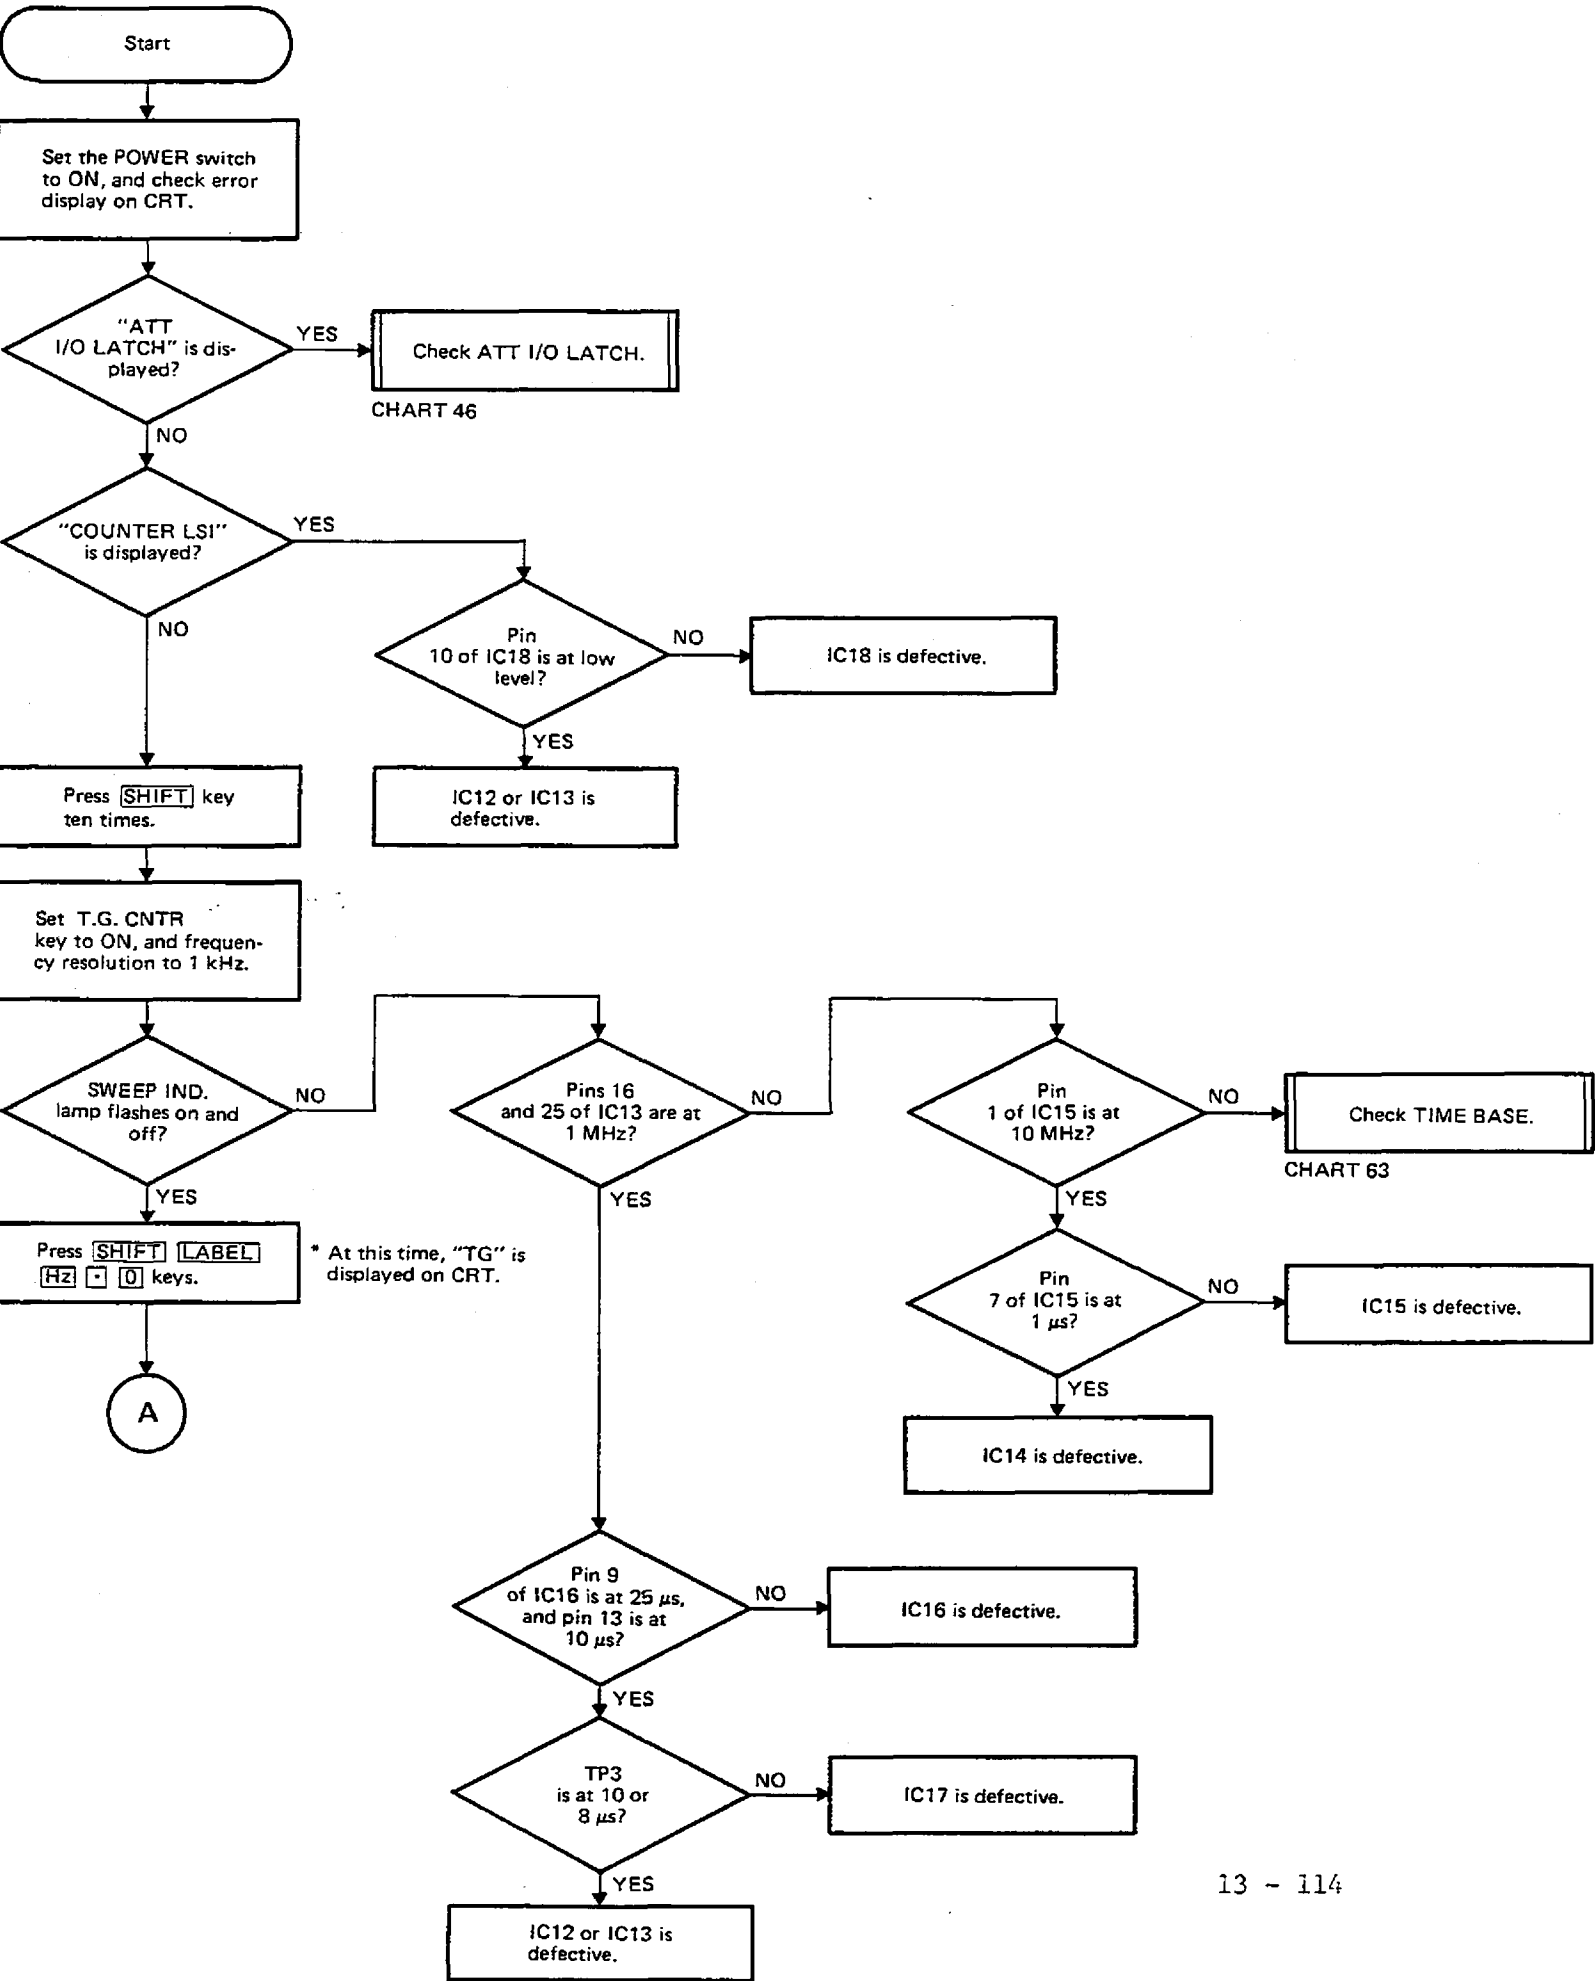 Start
Set the POWER switch
to ON, and check error
display on CRT.
"ATT
I/O LATCH" is dis-
played?
YES
Check ATT I/O LATCH.
CHART 46
NO
"COUNTER LSI"
is displayed?
YES
NO
Pin
10 of IC18 is at low
level?
NO
IC18 is defective.
YES
IC12 or IC13 is
defective.
Press SHIFT key
ten times.
Set T.G. CNTR
key to ON, and frequen-
cy resolution to 1 kHz.
SWEEP IND.
lamp flashes on and
off?
NO
YES
Press SHIFT LABEL
Hz · 0 keys.
* At this time, "TG" is
displayed on CRT.
A
Pins 16
and 25 of IC13 are at
1 MHz?
NO
YES
Pin
1 of IC15 is at
10 MHz?
NO
Check TIME BASE.
CHART 63
YES
Pin
7 of IC15 is at
1 μs?
NO
IC15 is defective.
YES
IC14 is defective.
Pin 9
of IC16 is at 25 μs,
and pin 13 is at
10 μs?
NO
IC16 is defective.
YES
TP3
is at 10 or
8 μs?
NO
IC17 is defective.
YES
IC12 or IC13 is
defective.
13 - 114